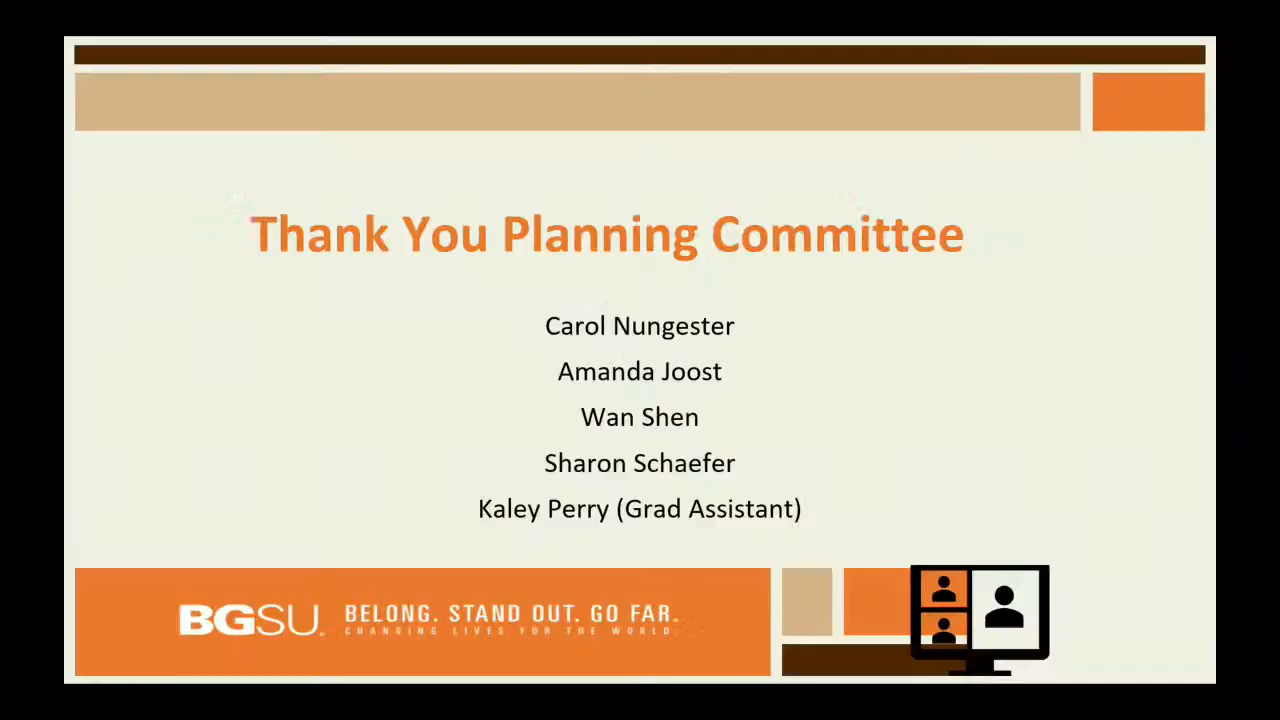 Thank You Planning Committee
Carol Nungester
Amanda Joost
Wan Shen
Sharon Schaefer
Kaley Perry (Grad Assistant)
BGSU. BELONG. STAND OUT. GO FAR.
CHANGING LIVES FOR THE WORLD.